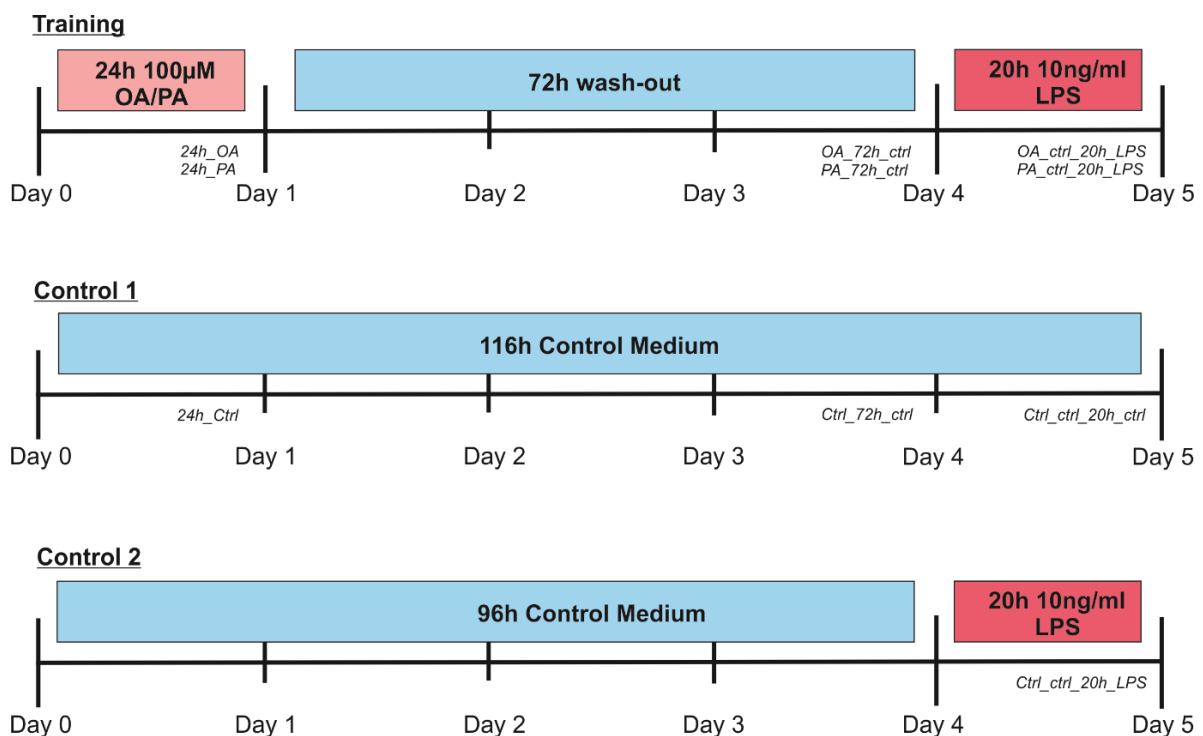 Training
24h 100µM
OA/PA
72h wash-out
20h 10ng/ml
LPS
24h_OA
24h_PA
OA_72h_ctrl
PA_72h_ctrl
OA_ctrl_20h_LPS
PA_ctrl_20h_LPS
Day 0 Day 1 Day 2 Day 3 Day 4 Day 5
Control 1
116h Control Medium
24h_Ctrl Ctrl_72h_ctrl Ctrl_ctrl_20h_ctrl
Day 0 Day 1 Day 2 Day 3 Day 4 Day 5
Control 2
96h Control Medium
20h 10ng/ml
LPS
Ctrl_ctrl_20h_LPS
Day 0 Day 1 Day 2 Day 3 Day 4 Day 5